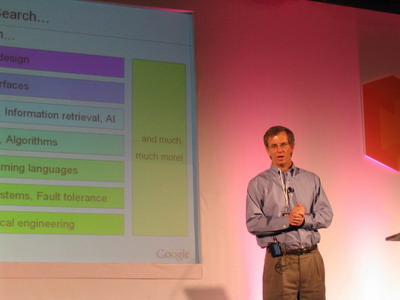 Search…
n…
design
rfaces
Information retrieval, AI
, Algorithms
ming languages
stems, Fault tolerance
cal engineering
… and much,
much more!
Google